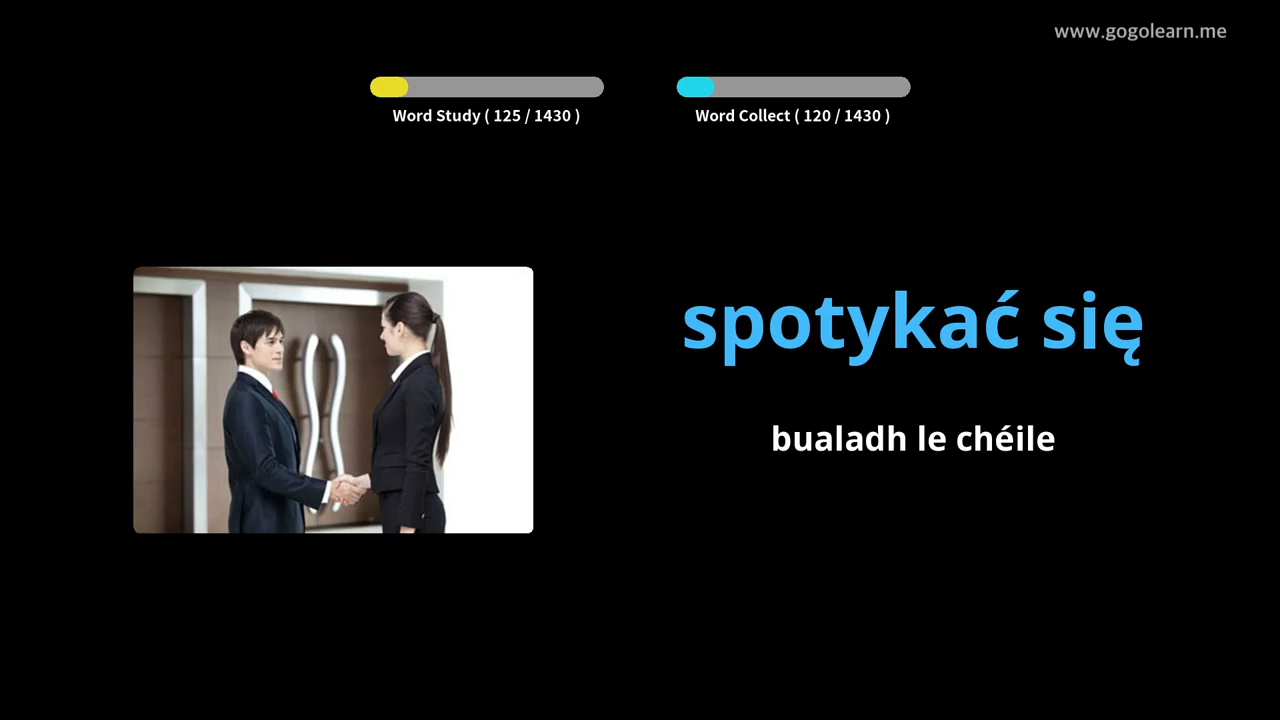 www.gogolearn.me
Word Study ( 125 / 1430 )
Word Collect ( 120 / 1430 )
spotykać się
bualadh le chéile